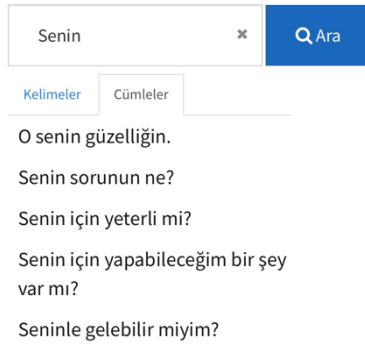 Senin
Ara
Kelimeler
Cümleler
O senin güzelliğin.
Senin sorunun ne?
Senin için yeterli mi?
Senin için yapabileceğim bir şey
var mı?
Seninle gelebilir miyim?